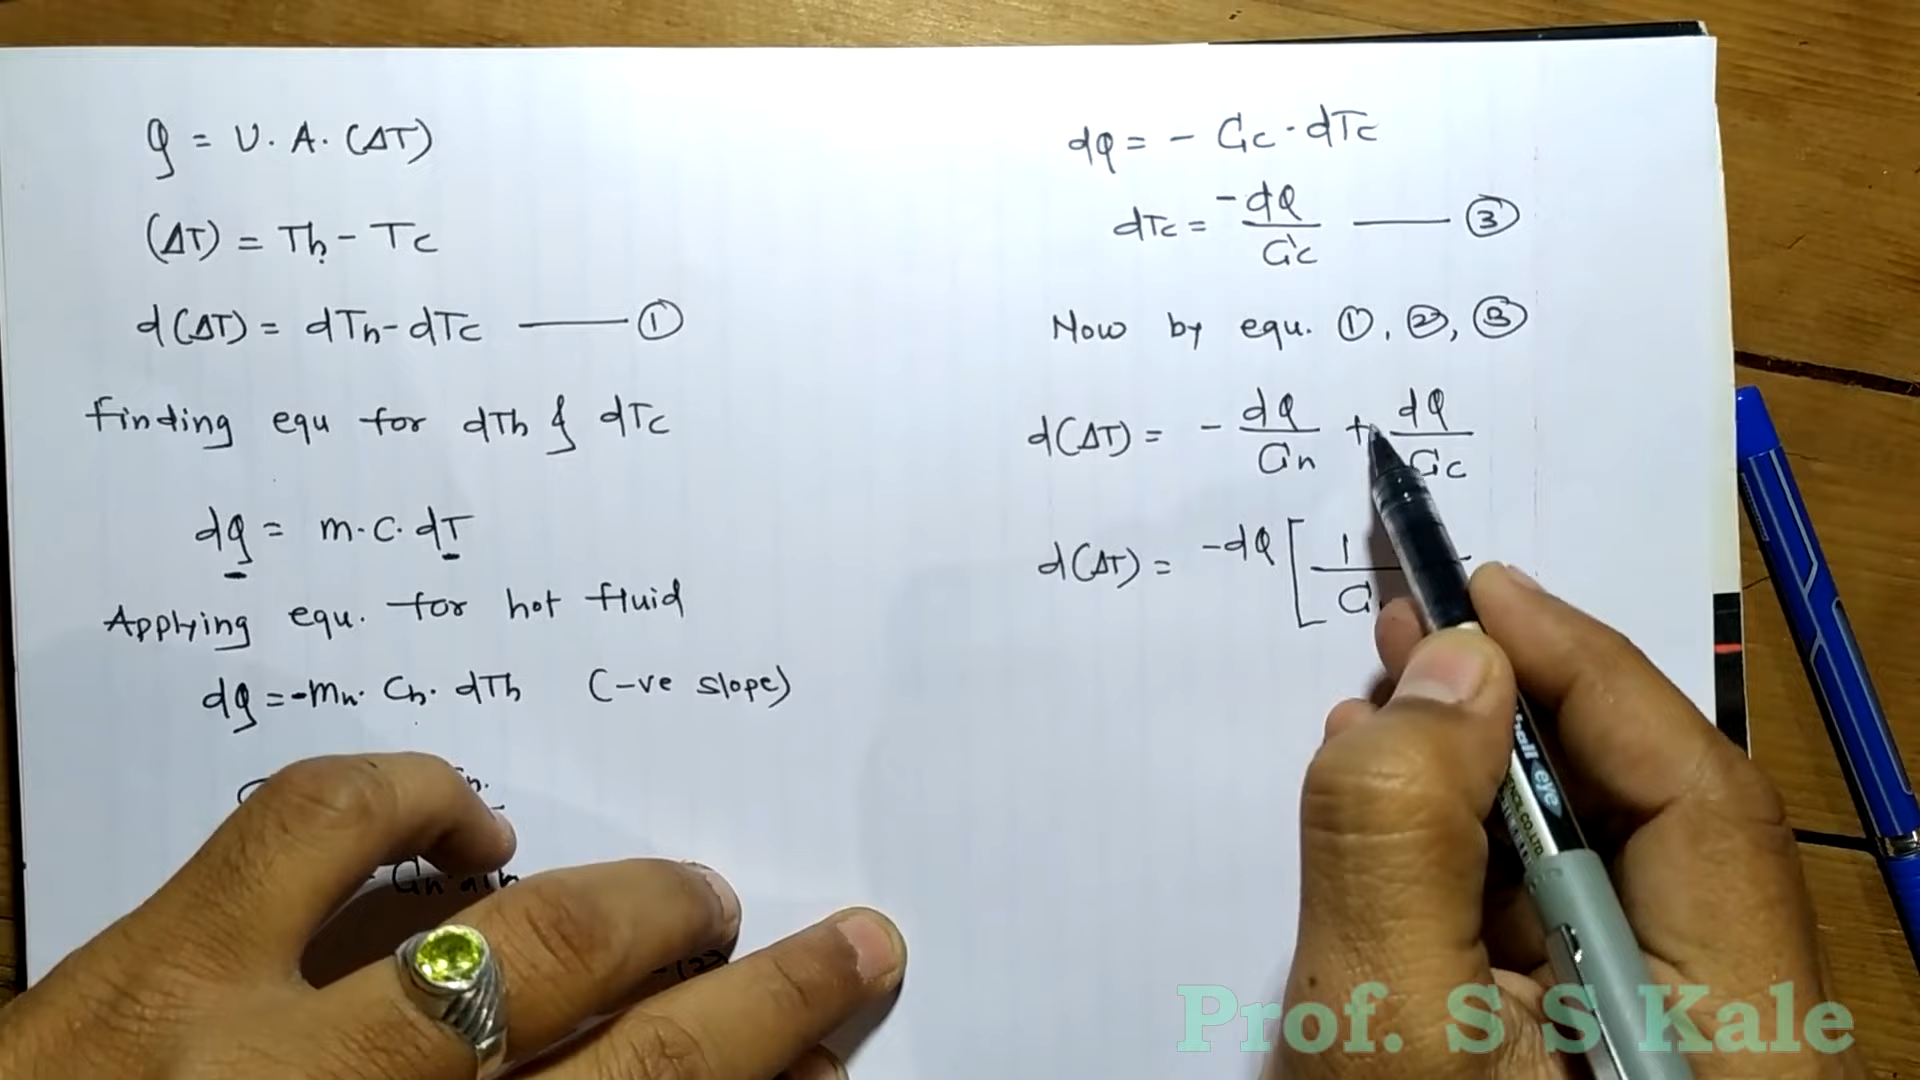 q = U. A. (ΔT)
(ΔT) = Th - Tc
d(ΔT) = dTh - dTc —— ①
finding equ for dTh & dTc
dq = m. c. dT
Applying equ. for hot fluid
dq = -mh. Ch. dTh (-ve slope)
dq = - Cc · dTc
dTc = -dQ / Cc —— ③
Now by equ. ①, ②, ③
d(ΔT) = - dQ / Ch + dQ / Cc
d(ΔT) = -dQ [ 1 / C
(2)
Prof. S S Kale